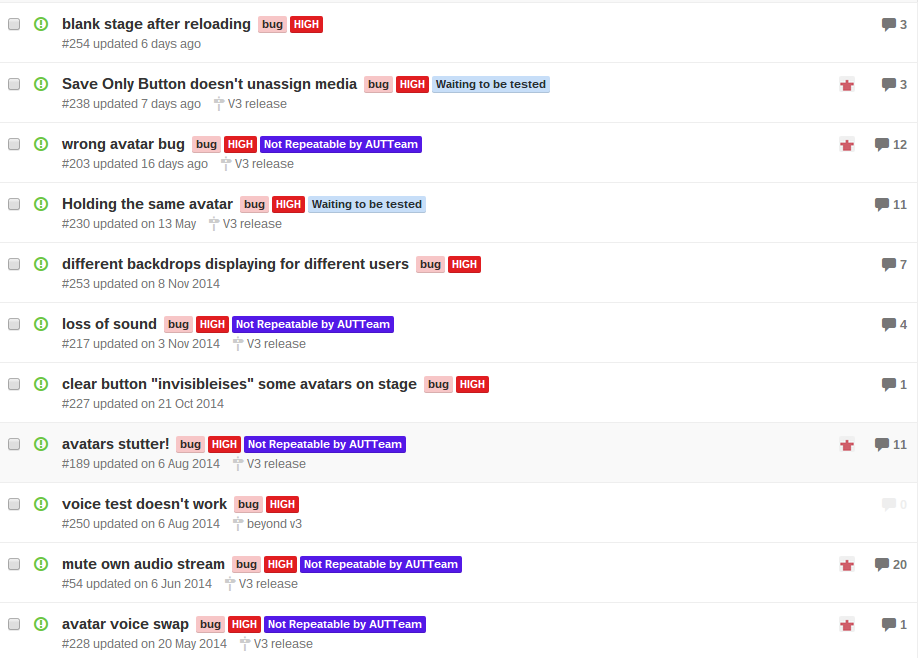 blank stage after reloading bug HIGH 3
#254 updated 6 days ago
Save Only Button doesn't unassign media bug HIGH Waiting to be tested 3
#238 updated 7 days ago V3 release
wrong avatar bug bug HIGH Not Repeatable by AUTTeam 12
#203 updated 16 days ago V3 release
Holding the same avatar bug HIGH Waiting to be tested 11
#230 updated on 13 May V3 release
different backdrops displaying for different users bug HIGH 7
#253 updated on 8 Nov 2014
loss of sound bug HIGH Not Repeatable by AUTTeam 4
#217 updated on 3 Nov 2014 V3 release
clear button "invisibleises" some avatars on stage bug HIGH 1
#227 updated on 21 Oct 2014
avatars stutter! bug HIGH Not Repeatable by AUTTeam 11
#189 updated on 6 Aug 2014 V3 release
voice test doesn't work bug HIGH 0
#250 updated on 6 Aug 2014 beyond v3
mute own audio stream bug HIGH Not Repeatable by AUTTeam 20
#54 updated on 6 Jun 2014 V3 release
avatar voice swap bug HIGH Not Repeatable by AUTTeam 1
#228 updated on 20 May 2014 V3 release